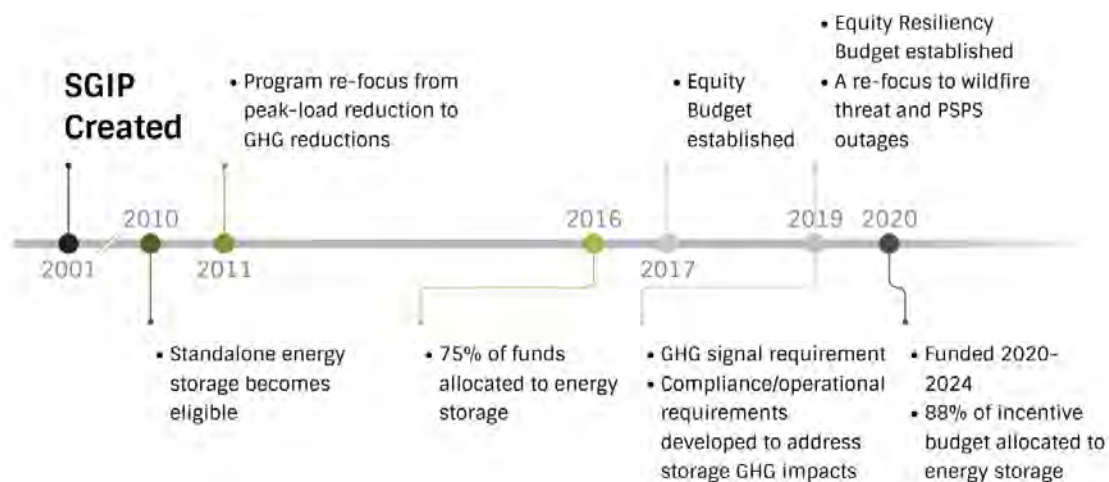 SGIP
Created
• Program re-focus from
peak-load reduction to
GHG reductions
• Equity
Budget
established
• Equity Resiliency
Budget established
• A re-focus to wildfire
threat and PSPS
outages
2001
2010
2011
2016
2017
2019
2020
• Standalone energy
storage becomes
eligible
• 75% of funds
allocated to energy
storage
• GHG signal requirement
• Compliance/operational
requirements
developed to address
storage GHG impacts
• Funded 2020-
2024
• 88% of incentive
budget allocated to
energy storage